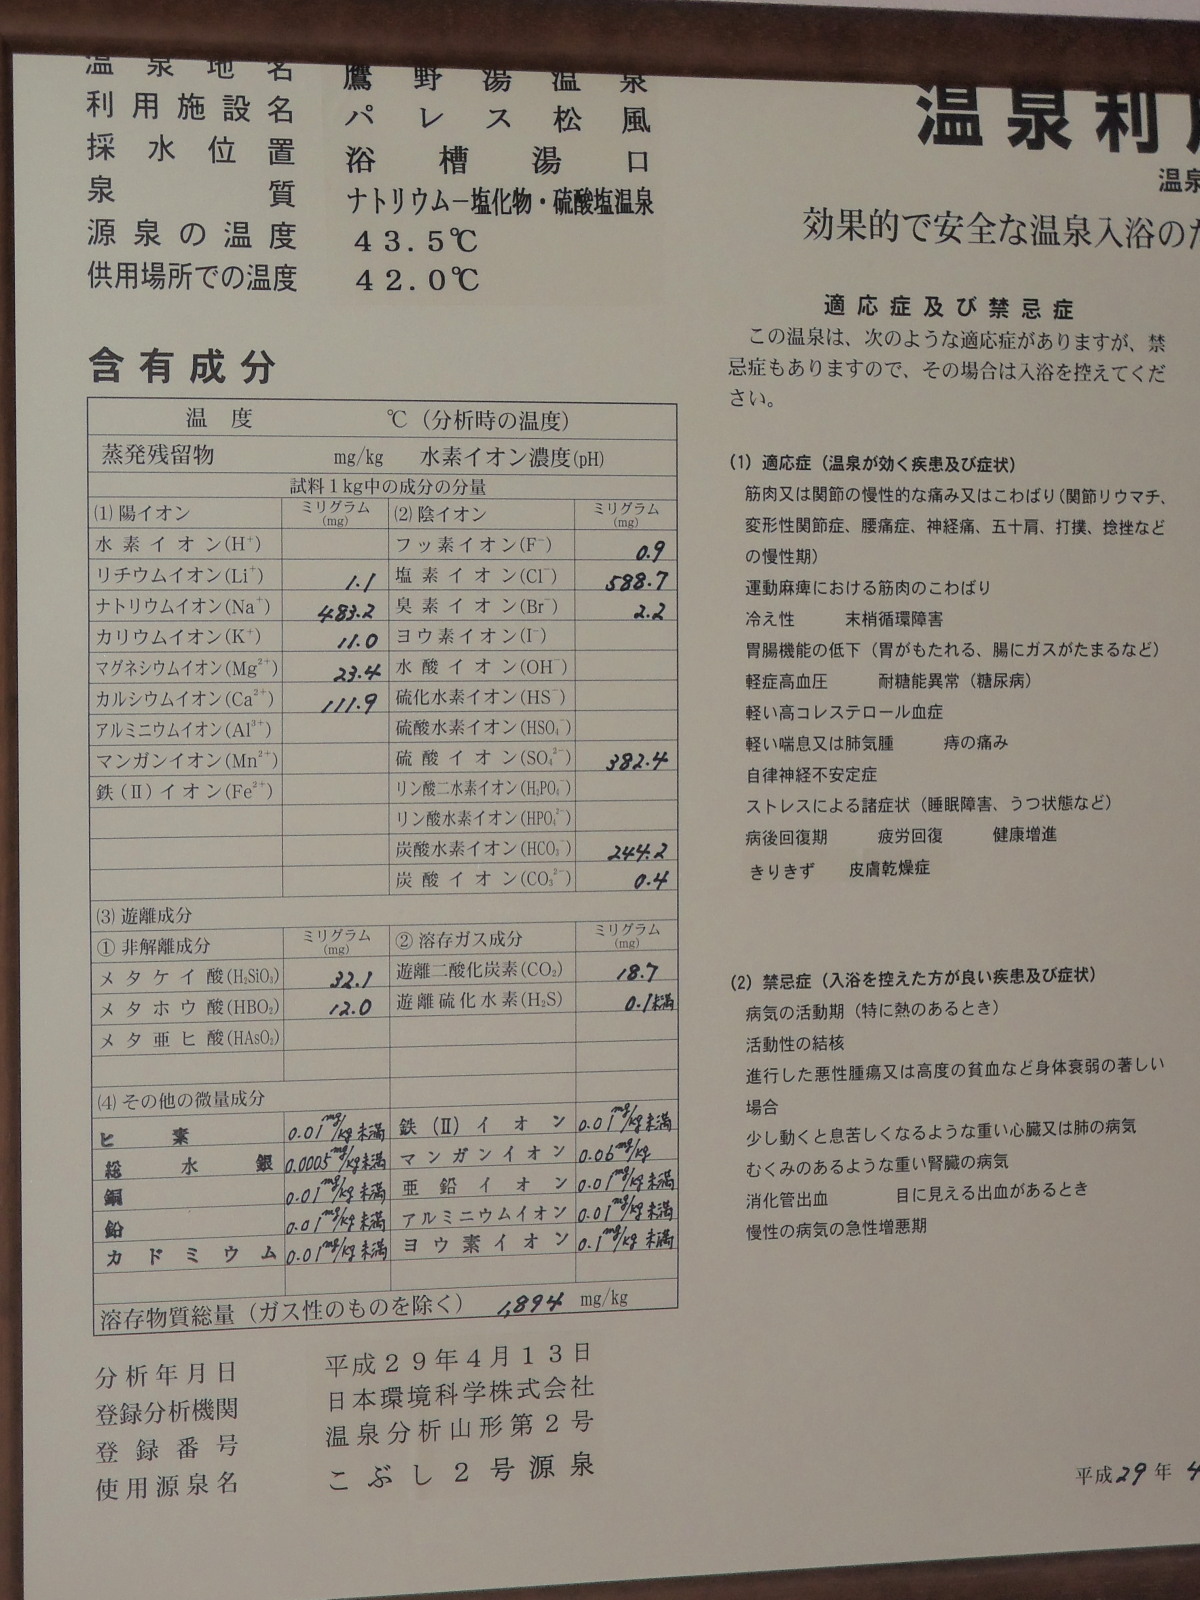 温泉地名 鷹野湯温泉
利用施設名 パレス松風
採水位置 浴槽湯口
泉質 ナトリウム－塩化物・硫酸塩温泉
源泉の温度 43.5℃
供用場所での温度 42.0℃
含有成分
温度 ℃(分析時の温度)
蒸発残留物 mg/kg 水素イオン濃度(pH)
試料1kg中の成分の分量
(1)陽イオン ミリグラム(mg) (2)陰イオン ミリグラム(mg)
水素イオン(H⁺) フッ素イオン(F⁻) 0.9
リチウムイオン(Li⁺) 1.1 塩素イオン(Cl⁻) 588.7
ナトリウムイオン(Na⁺) 483.2 臭素イオン(Br⁻) 2.2
カリウムイオン(K⁺) 11.0 ヨウ素イオン(I⁻)
マグネシウムイオン(Mg²⁺) 23.4 水酸イオン(OH⁻)
カルシウムイオン(Ca²⁺) 111.9 硫化水素イオン(HS⁻)
アルミニウムイオン(Al³⁺) 硫酸水素イオン(HSO₄⁻)
マンガンイオン(Mn²⁺) 硫酸イオン(SO₄²⁻) 382.4
鉄(Ⅱ)イオン(Fe²⁺) リン酸二水素イオン(H₂PO₄⁻)
リン酸水素イオン(HPO₄²⁻)
炭酸水素イオン(HCO₃⁻) 244.2
炭酸イオン(CO₃²⁻) 0.4
(3)遊離成分
①非解離成分 ミリグラム(mg) ②溶存ガス成分 ミリグラム(mg)
メタケイ酸(H₂SiO₃) 32.1 遊離二酸化炭素(CO₂) 18.7
メタホウ酸(HBO₂) 12.0 遊離硫化水素(H₂S) 0.1未満
メタ亜ヒ酸(HAsO₂)
(4)その他の微量成分
ヒ素 0.01mg/kg未満 鉄(Ⅱ)イオン 0.01mg/kg未満
総水銀 0.0005mg/kg未満 マンガンイオン 0.06mg/kg
銅 0.01mg/kg未満 亜鉛イオン 0.01mg/kg未満
鉛 0.01mg/kg未満 アルミニウムイオン 0.01mg/kg未満
カドミウム 0.01mg/kg未満 ヨウ素イオン 0.1mg/kg未満
溶存物質総量(ガス性のものを除く) 1,894 mg/kg
分析年月日 平成29年4月13日
登録分析機関 日本環境科学株式会社
登録番号 温泉分析山形第2号
使用源泉名 こぶし2号源泉
温泉利
温泉
効果的で安全な温泉入浴のた
適応症及び禁忌症
この温泉は、次のような適応症がありますが、禁
忌症もありますので、その場合は入浴を控えてくだ
さい。
(1) 適応症(温泉が効く疾患及び症状)
筋肉又は関節の慢性的な痛み又はこわばり(関節リウマチ、
変形性関節症、腰痛症、神経痛、五十肩、打撲、捻挫など
の慢性期)
運動麻痺における筋肉のこわばり
冷え性 末梢循環障害
胃腸機能の低下(胃がもたれる、腸にガスがたまるなど)
軽症高血圧 耐糖能異常(糖尿病)
軽い高コレステロール血症
軽い喘息又は肺気腫 痔の痛み
自律神経不安定症
ストレスによる諸症状(睡眠障害、うつ状態など)
病後回復期 疲労回復 健康増進
きりきず 皮膚乾燥症
(2) 禁忌症(入浴を控えた方が良い疾患及び症状)
病気の活動期(特に熱のあるとき)
活動性の結核
進行した悪性腫瘍又は高度の貧血など身体衰弱の著しい
場合
少し動くと息苦しくなるような重い心臓又は肺の病気
むくみのあるような重い腎臓の病気
消化管出血 目に見える出血があるとき
慢性の病気の急性増悪期
平成29年 4